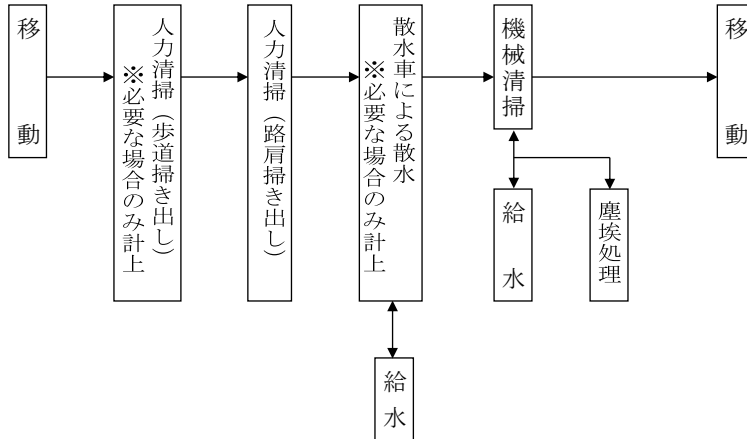 移動
人力清掃（歩道掃き出し）
※必要な場合のみ計上
人力清掃（路肩掃き出し）
散水車による散水
※必要な場合のみ計上
機械清掃
移動
給水
塵埃処理
給水